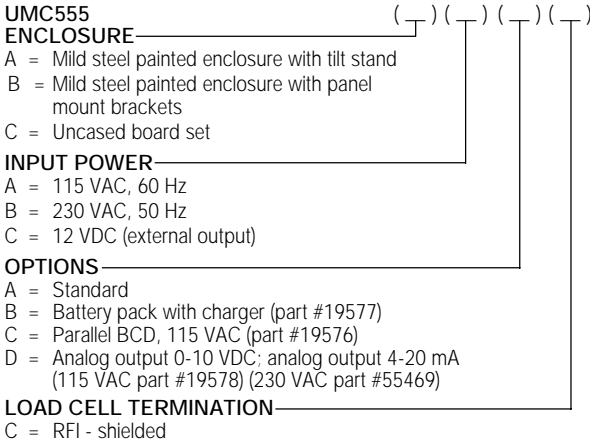 UMC555 ( _ ) ( _ ) ( _ ) ( _ )
ENCLOSURE
A = Mild steel painted enclosure with tilt stand
B = Mild steel painted enclosure with panel
mount brackets
C = Uncased board set
INPUT POWER
A = 115 VAC, 60 Hz
B = 230 VAC, 50 Hz
C = 12 VDC (external output)
OPTIONS
A = Standard
B = Battery pack with charger (part #19577)
C = Parallel BCD, 115 VAC (part #19576)
D = Analog output 0-10 VDC; analog output 4-20 mA
(115 VAC part #19578) (230 VAC part #55469)
LOAD CELL TERMINATION
C = RFI - shielded